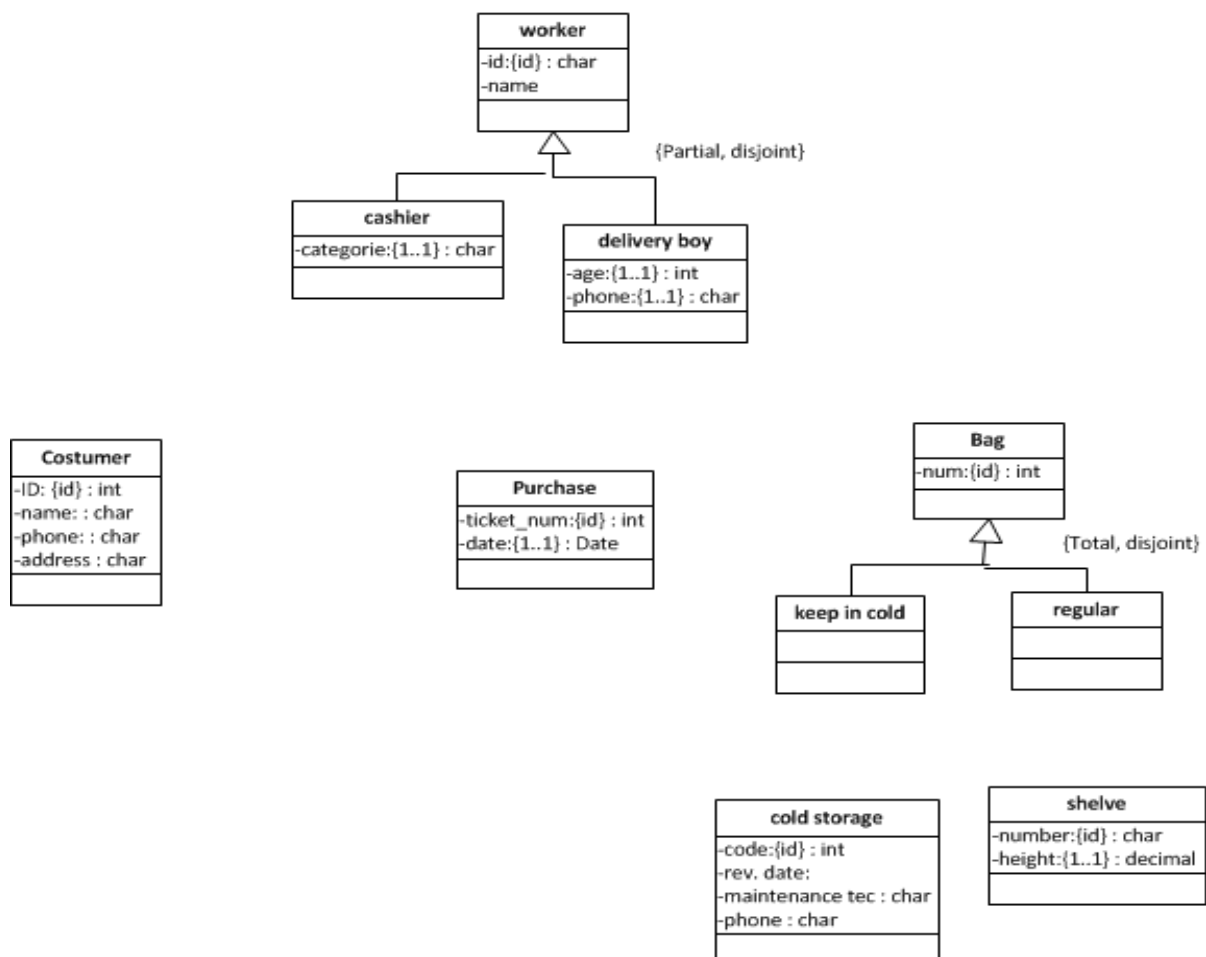 worker
-id:{id} : char
-name
{Partial, disjoint}
cashier
-categorie:{1..1} : char
delivery boy
-age:{1..1} : int
-phone:{1..1} : char
Costumer
-ID: {id} : int
-name: : char
-phone: : char
-address : char
Purchase
-ticket_num:{id} : int
-date:{1..1} : Date
Bag
-num:{id} : int
{Total, disjoint}
keep in cold
regular
cold storage
-code:{id} : int
-rev. date:
-maintenance tec : char
-phone : char
shelve
-number:{id} : char
-height:{1..1} : decimal